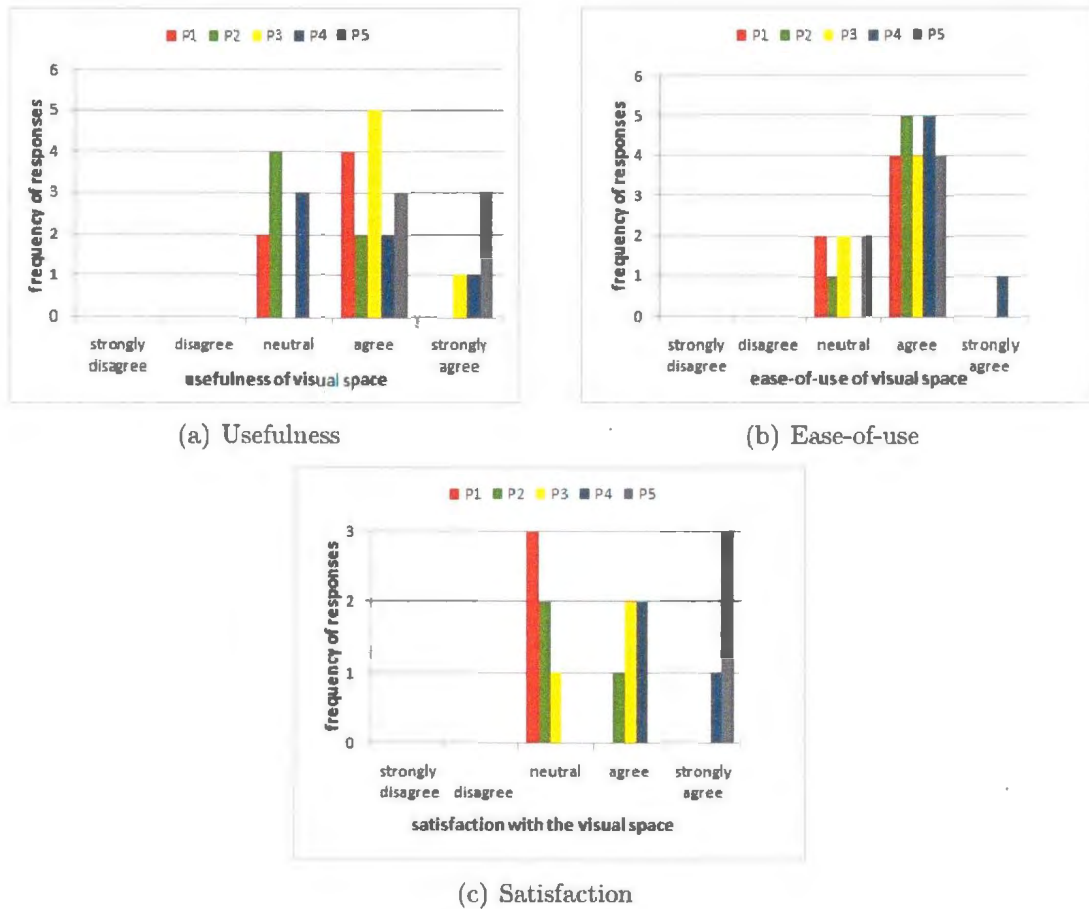 P1 P2 P3 P4 P5
6
5
4
3
2
1
0
frequency of responses
strongly disagree
disagree
neutral
agree
strongly agree
usefulness of visual space
(a) Usefulness
P1 P2 P3 P4 P5
6
5
4
3
2
1
0
frequency of responses
strongly disagree
disagree
neutral
agree
strongly agree
ease-of-use of visual space
(b) Ease-of-use
P1 P2 P3 P4 P5
3
2
1
0
frequency of responses
strongly disagree
disagree
neutral
agree
strongly agree
satisfaction with the visual space
(c) Satisfaction